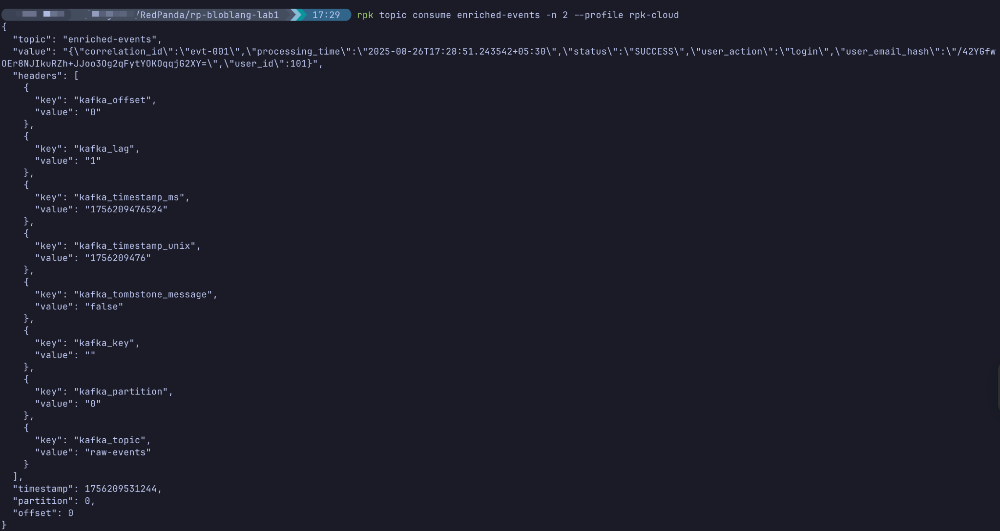 /RedPanda/rp-bloblang-lab1 17:29 rpk topic consume enriched-events -n 2 --profile rpk-cloud
{
  "topic": "enriched-events",
  "value": "{\"correlation_id\":\"evt-001\",\"processing_time\":\"2025-08-26T17:28:51.243542+05:30\",\"status\":\"SUCCESS\",\"user_action\":\"login\",\"user_email_hash\":\"/42YGfw
OEr8NJIkuRZh+JJoo3Og2qFytYOKOqqjG2XY=\",\"user_id\":101}",
  "headers": [
    {
      "key": "kafka_offset",
      "value": "0"
    },
    {
      "key": "kafka_lag",
      "value": "1"
    },
    {
      "key": "kafka_timestamp_ms",
      "value": "1756209476524"
    },
    {
      "key": "kafka_timestamp_unix",
      "value": "1756209476"
    },
    {
      "key": "kafka_tombstone_message",
      "value": "false"
    },
    {
      "key": "kafka_key",
      "value": ""
    },
    {
      "key": "kafka_partition",
      "value": "0"
    },
    {
      "key": "kafka_topic",
      "value": "raw-events"
    }
  ],
  "timestamp": 1756209531244,
  "partition": 0,
  "offset": 0
}